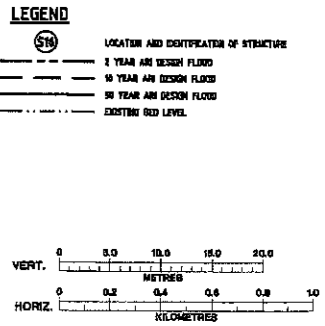 LEGEND
S16 LOCATION AND IDENTIFICATION OF STRUCTURE
2 YEAR ARI DESIGN FLOOD
10 YEAR ARI DESIGN FLOOD
50 YEAR ARI DESIGN FLOOD
EXISTING BED LEVEL
VERT. 0 5.0 10.0 15.0 20.0
METRES
HORIZ. 0 0.2 0.4 0.6 0.8 1.0
KILOMETRES